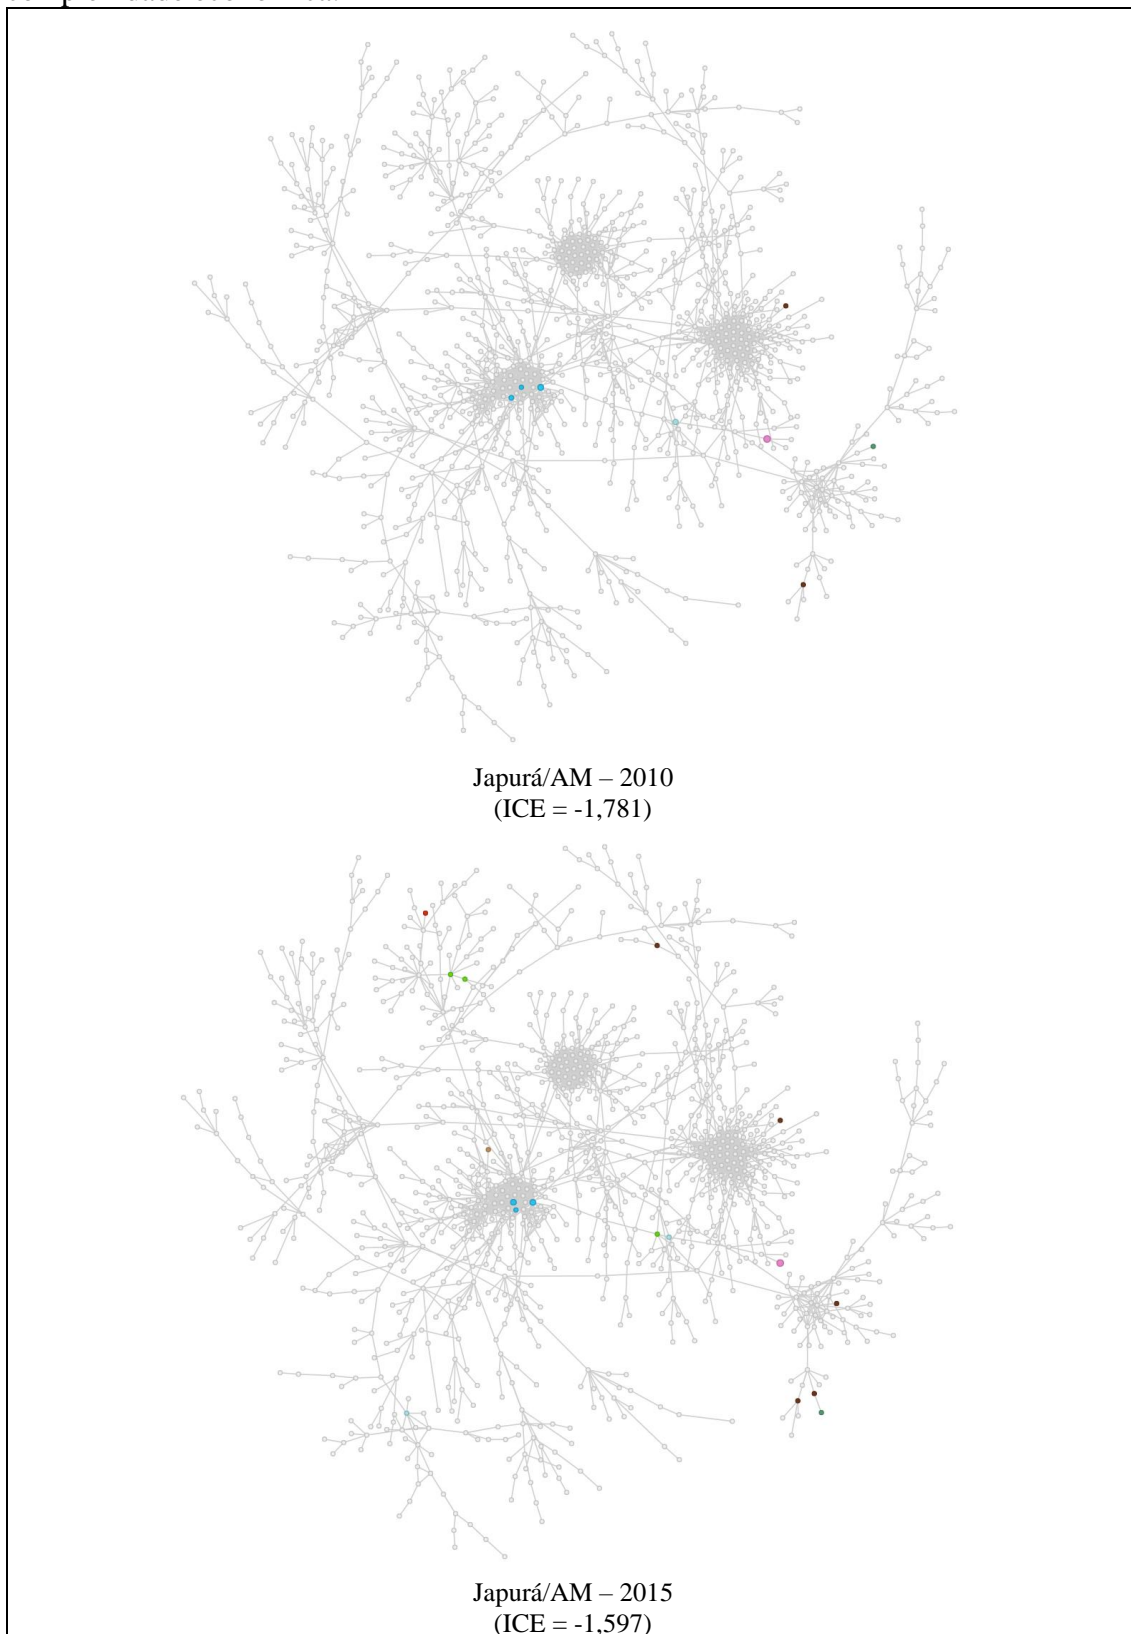 Japurá/AM – 2010
(ICE = -1,781)
Japurá/AM – 2015
(ICE = -1,597)